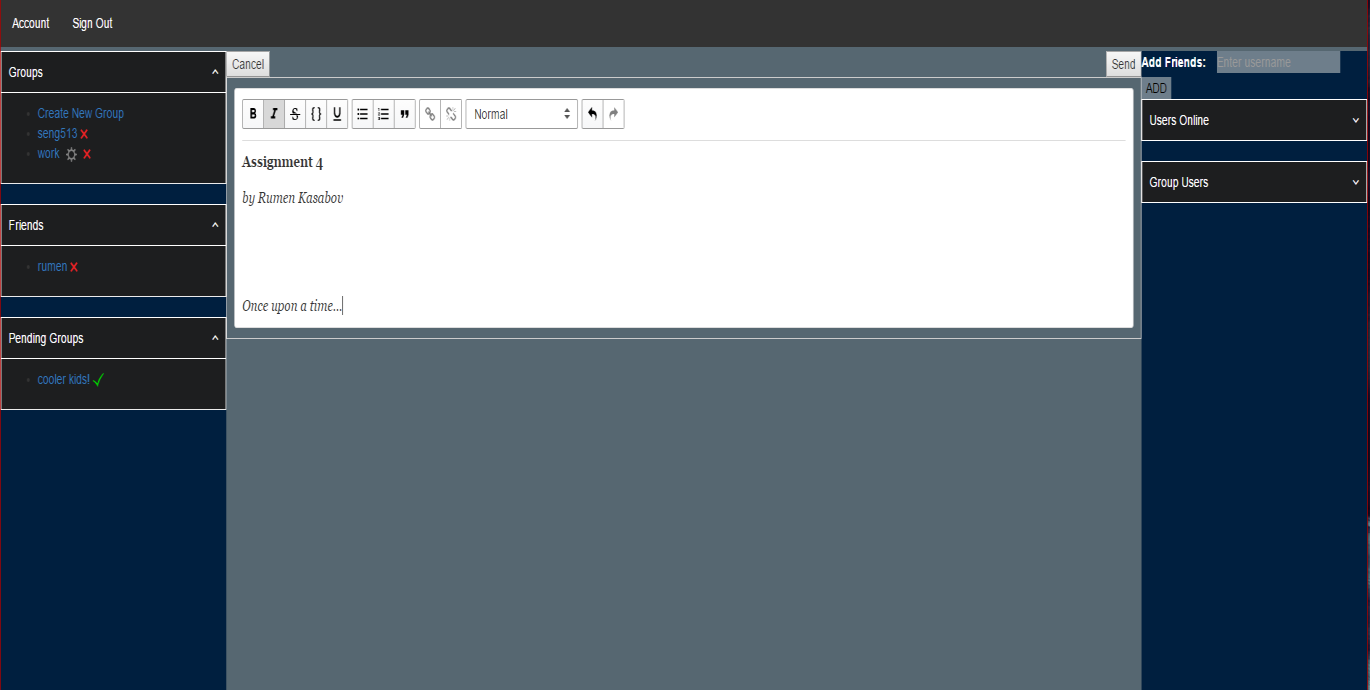 Account Sign Out
Groups
Create New Group
seng513
work
Friends
rumen
Pending Groups
cooler kids!
Cancel
Send
B I S {} U
Normal
Assignment 4
by Rumen Kasabov
Once upon a time...
Add Friends: Enter username
ADD
Users Online
Group Users